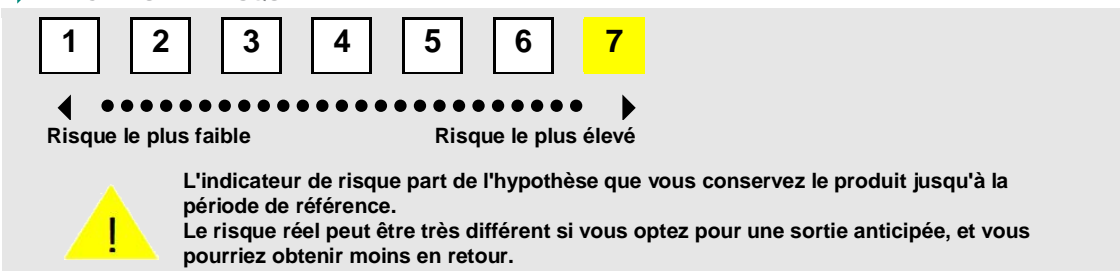 1 2 3 4 5 6 7
Risque le plus faible Risque le plus élevé
L'indicateur de risque part de l'hypothèse que vous conservez le produit jusqu'à la
période de référence.
Le risque réel peut être très différent si vous optez pour une sortie anticipée, et vous
pourriez obtenir moins en retour.
!